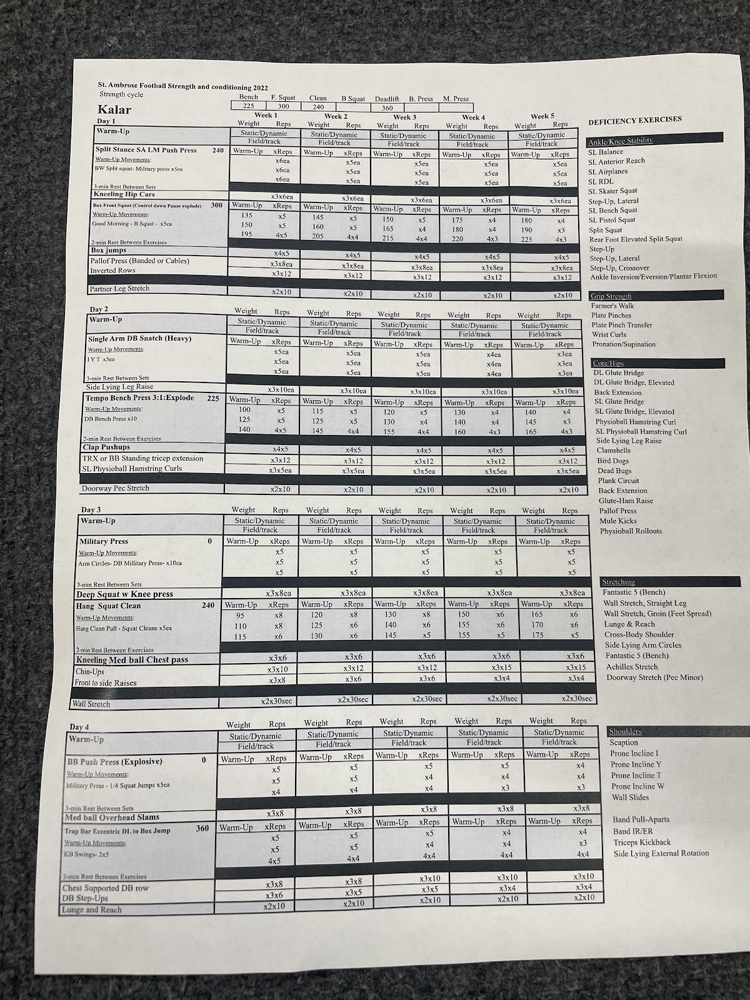 St. Ambrose Football Strength and conditioning 2022
Strength cycle
Bench F. Squat Clean B Squat Deadlift B. Press M. Press
Kalar 225 300 240 360
Week 1 Week 2 Week 3 Week 4 Week 5
Day 1 Weight Reps Weight Reps Weight Reps Weight Reps Weight Reps
Warm-Up Static/Dynamic Static/Dynamic Static/Dynamic Static/Dynamic Static/Dynamic
Field/track Field/track Field/track Field/track Field/track
Split Stance SA LM Push Press 240 Warm-Up xReps Warm-Up xReps Warm-Up xReps Warm-Up xReps Warm-Up xReps
Warm-Up Movements: x6ea x5ea x5ea x5ea x5ea
BW Split squat- Military press x5ea x6ea x5ea x5ea x5ea x5ea
x6ea x5ea x5ea x5ea x5ea
3-min Rest Between Sets
Kneeling Hip Cars x3x6ea x3x6ea x3x6ea x3x6ea x3x6ea
Box Front Squat (Control down Pause explode) 300 Warm-Up xReps Warm-Up xReps Warm-Up xReps Warm-Up xReps Warm-Up xReps
Warm-Up Movements: 135 x5 145 x5 150 x5 175 x4 180 x4
Good Morning - B Squat - x5ea 150 x5 160 x5 165 x4 180 x4 190 x3
195 4x5 205 4x4 215 4x4 220 4x3 225 4x3
2-min Rest Between Exercises
Box jumps x4x5 x4x5 x4x5 x4x5 x4x5
Pallof Press (Banded or Cables) x3x8ea x3x8ea x3x8ea x3x8ea x3x8ea
Inverted Rows x3x12 x3x12 x3x12 x3x12 x3x12
Partner Leg Stretch x2x10 x2x10 x2x10 x2x10 x2x10
Day 2 Weight Reps Weight Reps Weight Reps Weight Reps Weight Reps
Warm-Up Static/Dynamic Static/Dynamic Static/Dynamic Static/Dynamic Static/Dynamic
Field/track Field/track Field/track Field/track Field/track
Single Arm DB Snatch (Heavy) Warm-Up xReps Warm-Up xReps Warm-Up xReps Warm-Up xReps Warm-Up xReps
Warm-Up Movements: x5ea x5ea x5ea x4ea x3ea
I Y T x5ea x5ea x5ea x5ea x4ea x3ea
x5ea x5ea x5ea x4ea x3ea
3-min Rest Between Sets
Side Lying Leg Raise x3x10ea x3x10ea x3x10ea x3x10ea x3x10ea
Tempo Bench Press 3:1:Explode 225 Warm-Up xReps Warm-Up xReps Warm-Up xReps Warm-Up xReps Warm-Up xReps
Warm-Up Movements: 100 x5 115 x5 120 x5 130 x4 140 x4
DB Bench Press x10 125 x5 125 x5 130 x4 140 x4 145 x3
140 4x5 145 4x4 155 4x4 160 4x3 165 4x3
2-min Rest Between Exercises
Clap Pushups x4x5 x4x5 x4x5 x4x5 x4x5
TRX or BB Standing tricep extension x3x12 x3x12 x3x12 x3x12 x3x12
SL Physioball Hamstring Curls x3x5ea x3x5ea x3x5ea x3x5ea x3x5ea
Doorway Pec Stretch x2x10 x2x10 x2x10 x2x10 x2x10
Day 3 Weight Reps Weight Reps Weight Reps Weight Reps Weight Reps
Warm-Up Static/Dynamic Static/Dynamic Static/Dynamic Static/Dynamic Static/Dynamic
Field/track Field/track Field/track Field/track Field/track
Military Press 0 Warm-Up xReps Warm-Up xReps Warm-Up xReps Warm-Up xReps Warm-Up xReps
Warm-Up Movements: x5 x5 x5 x5 x5
Arm Circles- DB Millitary Press- x10ea x5 x5 x5 x5 x5
x5 x5 x5 x5 x5
3-min Rest Between Sets
Deep Squat w Knee press x3x8ea x3x8ea x3x8ea x3x8ea x3x8ea
Hang Squat Clean 240 Warm-Up xReps Warm-Up xReps Warm-Up xReps Warm-Up xReps Warm-Up xReps
Warm-Up Movements: 95 x8 120 x8 130 x8 150 x6 165 x6
Hang Clean Pull - Squat Cleans x5ea 110 x8 125 x6 140 x6 155 x6 170 x6
115 x6 130 x6 145 x5 155 x5 175 x5
2-min Rest Between Exercises
Kneeling Med ball Chest pass x3x6 x3x6 x3x6 x3x6 x3x6
Chin-Ups x3x10 x3x12 x3x12 x3x15 x3x15
Front to side Raises x3x8 x3x6 x3x6 x3x4 x3x4
Wall Stretch x2x30sec x2x30sec x2x30sec x2x30sec x2x30sec
Day 4 Weight Reps Weight Reps Weight Reps Weight Reps Weight Reps
Warm-Up Static/Dynamic Static/Dynamic Static/Dynamic Static/Dynamic Static/Dynamic
Field/track Field/track Field/track Field/track Field/track
BB Push Press (Explosive) 0 Warm-Up xReps Warm-Up xReps Warm-Up xReps Warm-Up xReps Warm-Up xReps
Warm-Up Movements: x5 x5 x5 x5 x4
Military Press - 1/4 Squat Jumps x5ea x5 x5 x4 x4 x4
x4 x4 x4 x3 x3
3-min Rest Between Sets
Med ball Overhead Slams x3x8 x3x8 x3x8 x3x8 x3x8
Trap Bar Eccentric DL to Box Jump 360 Warm-Up xReps Warm-Up xReps Warm-Up xReps Warm-Up xReps Warm-Up xReps
Warm-Up Movements: x5 x5 x5 x4 x4
KB Swings- 2x5 x5 x5 x4 x4 x3
4x5 4x4 4x4 4x4 4x4
2-min Rest Between Exercises
Chest Supported DB row x3x8 x3x8 x3x10 x3x10 x3x10
DB Step-Ups x3x6 x3x5 x3x5 x3x4 x3x4
Lunge and Reach x2x10 x2x10 x2x10 x2x10 x2x10
DEFICIENCY EXERCISES
Ankle/Knee Stability
SL Balance
SL Anterior Reach
SL Airplanes
SL RDL
SL Skater Squat
Step-Up, Lateral
SL Bench Squat
SL Pistol Squat
Split Squat
Rear Foot Elevated Split Squat
Step-Up
Step-Up, Lateral
Step-Up, Crossover
Ankle Inversion/Eversion/Plantar Flexion
Grip Strength
Farmer's Walk
Plate Pinches
Plate Pinch Transfer
Wrist Curls
Pronation/Supination
Core/Hips
DL Glute Bridge
DL Glute Bridge, Elevated
Back Extension
SL Glute Bridge
SL Glute Bridge, Elevated
Physioball Hamstring Curl
SL Physioball Hamstring Curl
Side Lying Leg Raise
Clamshells
Bird Dogs
Dead Bugs
Plank Circuit
Back Extension
Glute-Ham Raise
Pallof Press
Mule Kicks
Physioball Rollouts
Stretching
Fantastic 5 (Bench)
Wall Stretch, Straight Leg
Wall Stretch, Groin (Feet Spread)
Lunge & Reach
Cross-Body Shoulder
Side Lying Arm Circles
Fantastic 5 (Bench)
Achilles Stretch
Doorway Stretch (Pec Minor)
Shoulders
Scaption
Prone Incline I
Prone Incline Y
Prone Incline T
Prone Incline W
Wall Slides
Band Pull-Aparts
Band IR/ER
Triceps Kickback
Side Lying External Rotation